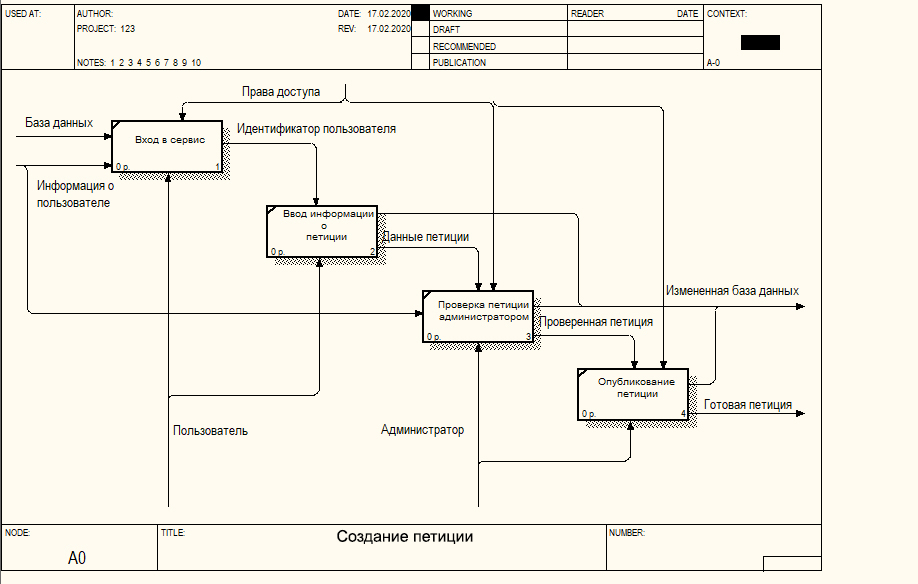 USED AT:
AUTHOR:
DATE: 17.02.2020
WORKING
READER
DATE
CONTEXT:
PROJECT: 123
REV: 17.02.2020
DRAFT
RECOMMENDED
NOTES: 1 2 3 4 5 6 7 8 9 10
PUBLICATION
A-0
Права доступа
База данных
Идентификатор пользователя
Вход в сервис
0 р.
1
Информация о
пользователе
Ввод информации
о
петиции
0 р.
2
Данные петиции
Измененная база данных
Проверка петиции
администратором
0 р.
3
Проверенная петиция
Опубликование
петиции
0 р.
4
Готовая петиция
Пользователь
Администратор
NODE:
TITLE:
Создание петиции
NUMBER:
A0